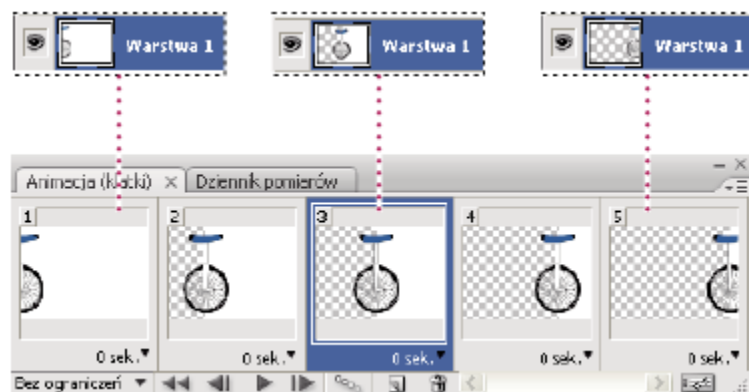 Warstwa 1
Warstwa 1
Warstwa 1
Animacja (klatki) × Dziennik pomiarów
1 2 3 4 5
0 sek. 0 sek. 0 sek. 0 sek. 0 sek.
Bez ograniczeń